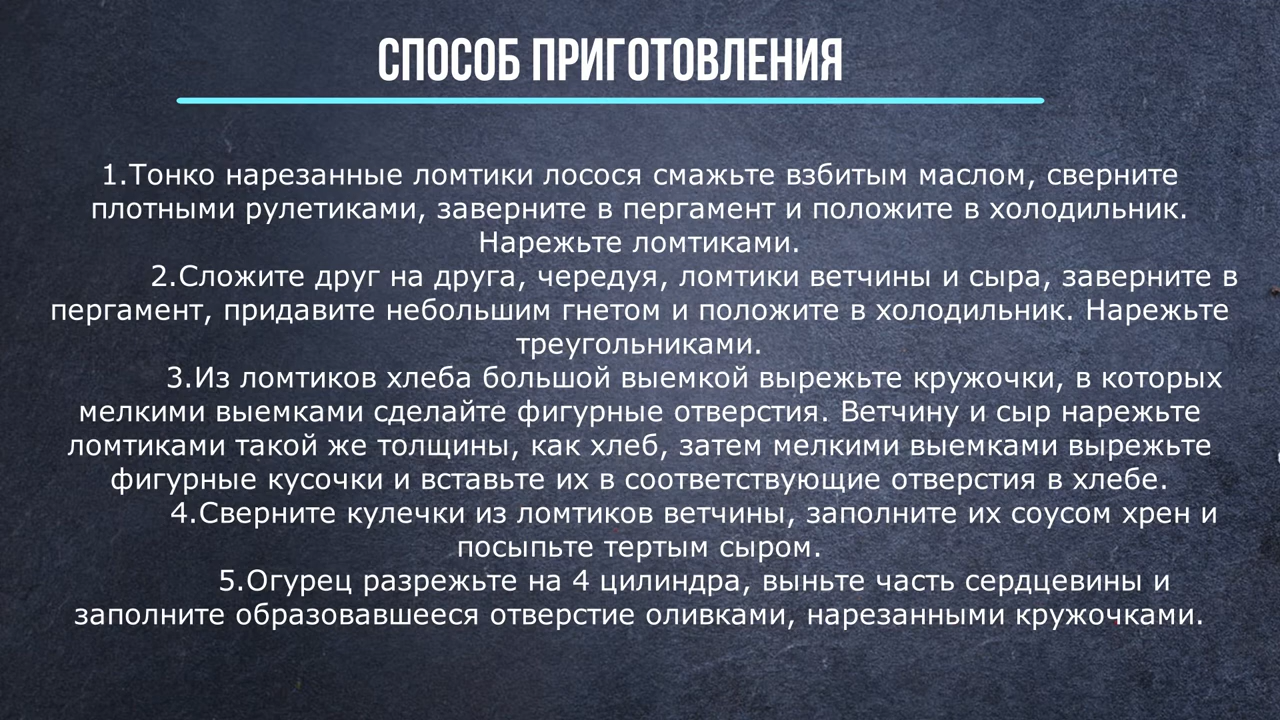 СПОСОБ ПРИГОТОВЛЕНИЯ
1.Тонко нарезанные ломтики лосося смажьте взбитым маслом, сверните
плотными рулетиками, заверните в пергамент и положите в холодильник.
Нарежьте ломтиками.
2.Сложите друг на друга, чередуя, ломтики ветчины и сыра, заверните в
пергамент, придавите небольшим гнетом и положите в холодильник. Нарежьте
треугольниками.
3.Из ломтиков хлеба большой выемкой вырежьте кружочки, в которых
мелкими выемками сделайте фигурные отверстия. Ветчину и сыр нарежьте
ломтиками такой же толщины, как хлеб, затем мелкими выемками вырежьте
фигурные кусочки и вставьте их в соответствующие отверстия в хлебе.
4.Сверните кулечки из ломтиков ветчины, заполните их соусом хрен и
посыпьте тертым сыром.
5.Огурец разрежьте на 4 цилиндра, выньте часть сердцевины и
заполните образовавшееся отверстие оливками, нарезанными кружочками.